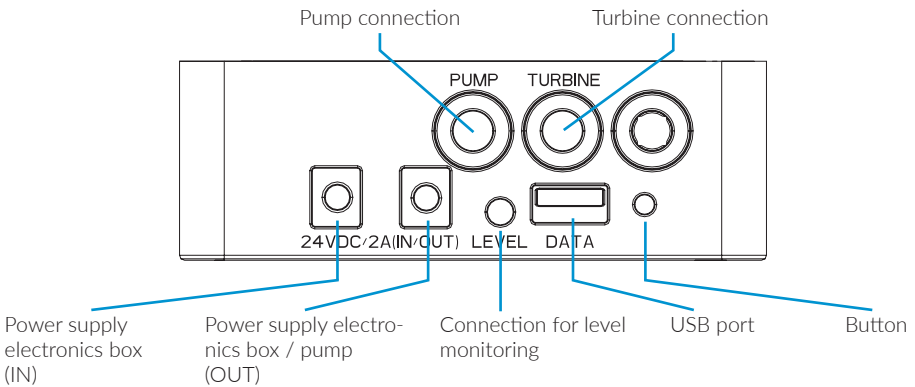 Pump connection
Turbine connection
PUMP
TURBINE
24VDC/2A(IN/OUT)
LEVEL
DATA
Power supply
electronics box
(IN)
Power supply electro-
nics box / pump
(OUT)
Connection for level
monitoring
USB port
Button